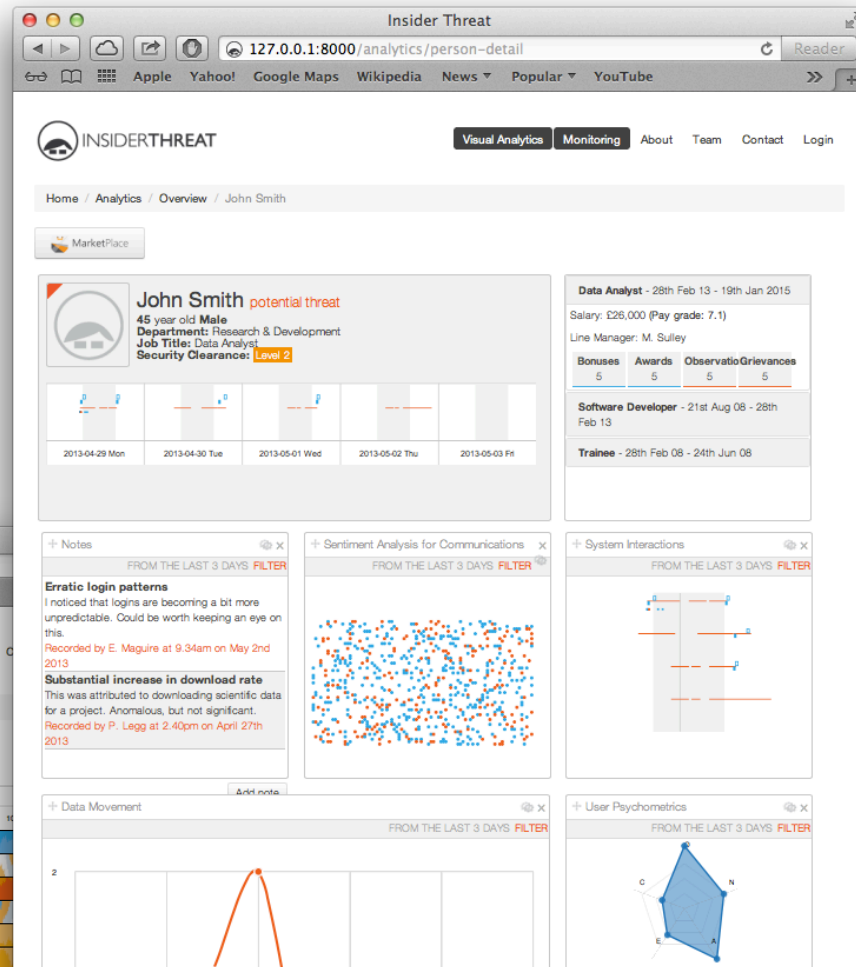 Insider Threat
127.0.0.1:8000/analytics/person-detail
Reader
Apple Yahoo! Google Maps Wikipedia News Popular YouTube
INSIDERTHREAT
Visual Analytics Monitoring About Team Contact Login
Home / Analytics / Overview / John Smith
MarketPlace
John Smith potential threat
45 year old Male
Department: Research & Development
Job Title: Data Analyst
Security Clearance: Level 2
2013-04-29 Mon 2013-04-30 Tue 2013-05-01 Wed 2013-05-02 Thu 2013-05-03 Fri
Data Analyst - 28th Feb 13 - 19th Jan 2015
Salary: £26,000 (Pay grade: 7.1)
Line Manager: M. Sulley
Bonuses Awards Observatio Grievances
5 5 5 5
Software Developer - 21st Aug 08 - 28th
Feb 13
Trainee - 28th Feb 08 - 24th Jun 08
Notes
FROM THE LAST 3 DAYS FILTER
Erratic login patterns
I noticed that logins are becoming a bit more
unpredictable. Could be worth keeping an eye on
this.
Recorded by E. Maguire at 9.34am on May 2nd
2013
Substantial increase in download rate
This was attributed to downloading scientific data
for a project. Anomalous, but not significant.
Recorded by P. Legg at 2.40pm on April 27th
2013
Add note
Sentiment Analysis for Communications
FROM THE LAST 3 DAYS FILTER
System Interactions
FROM THE LAST 3 DAYS FILTER
Data Movement
FROM THE LAST 3 DAYS FILTER
2
User Psychometrics
FROM THE LAST 3 DAYS FILTER
O
C N
E A